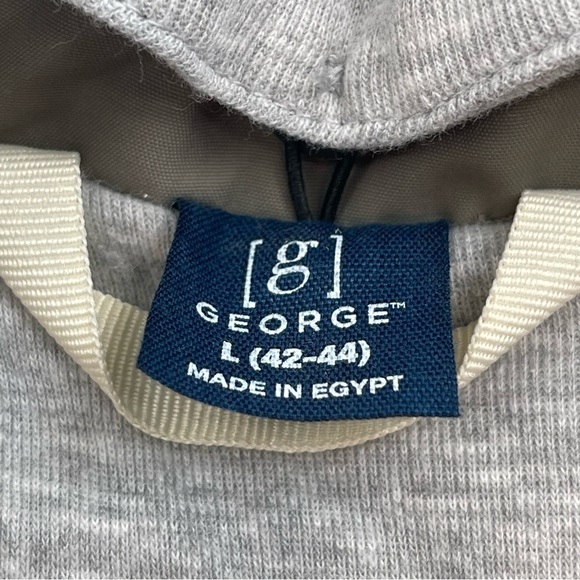 [g]
GEORGE™
L (42-44)
MADE IN EGYPT